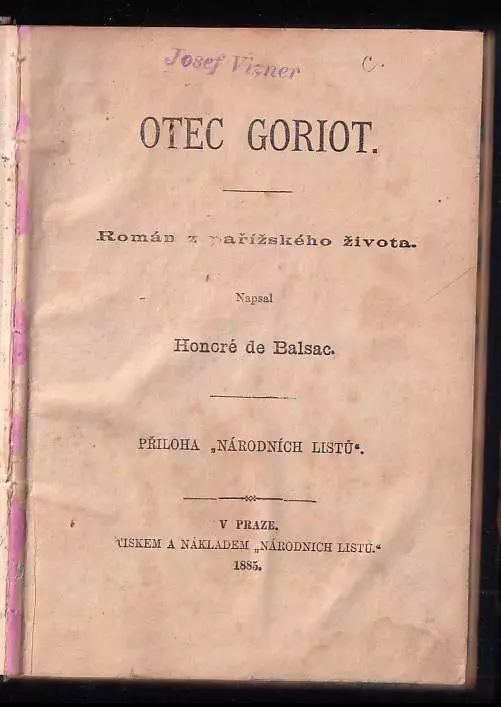 Josef Vizner
C.
OTEC GORIOT.
Román z pařížského života.
Napsal
Honcré de Balsac.
PŘILOHA „NÁRODNÍCH LISTŮ“.
V PRAZE.
TISKEM A NÁKLADEM „NÁRODNICH LISTŮ.“
1885.